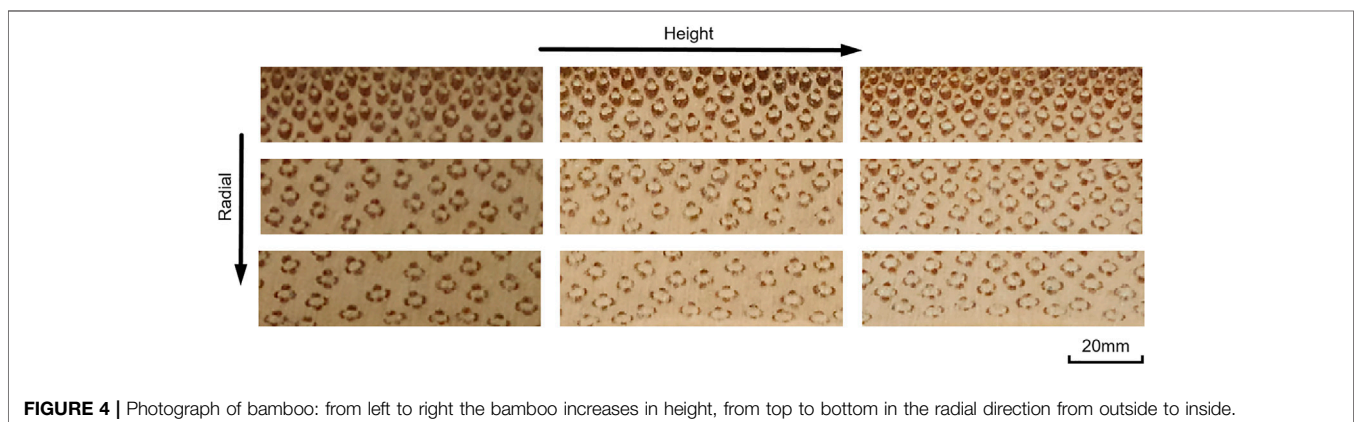 Height
Radial
20mm
FIGURE 4 | Photograph of bamboo: from left to right the bamboo increases in height, from top to bottom in the radial direction from outside to inside.